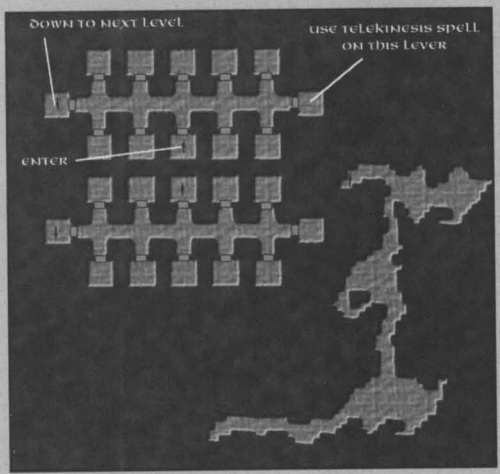 DOWN TO NEXT LEVEL
USE TELEKINESIS SPELL
ON THIS LEVER
ENTER